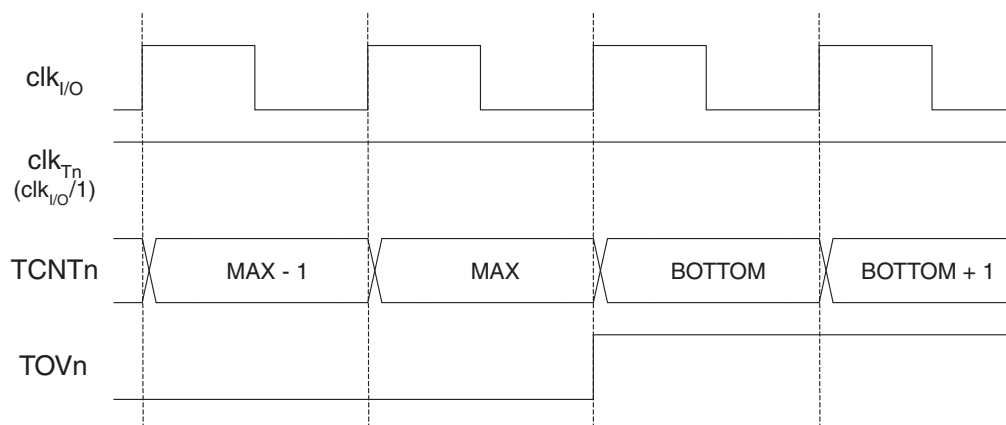 clkI/O
clkTn
(clkI/O/1)
TCNTn
MAX - 1
MAX
BOTTOM
BOTTOM + 1
TOVn